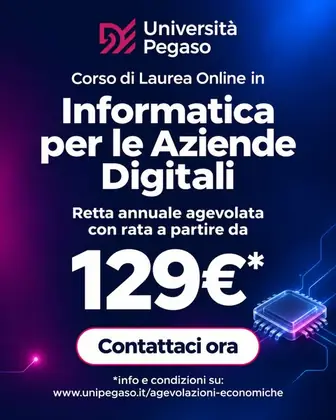 Università
Pegaso
Corso di Laurea Online in
Informatica
per le Aziende
Digitali
Retta annuale agevolata
con rata a partire da
129€*
Contattaci ora
*info e condizioni su:
www.unipegaso.it/agevolazioni-economiche